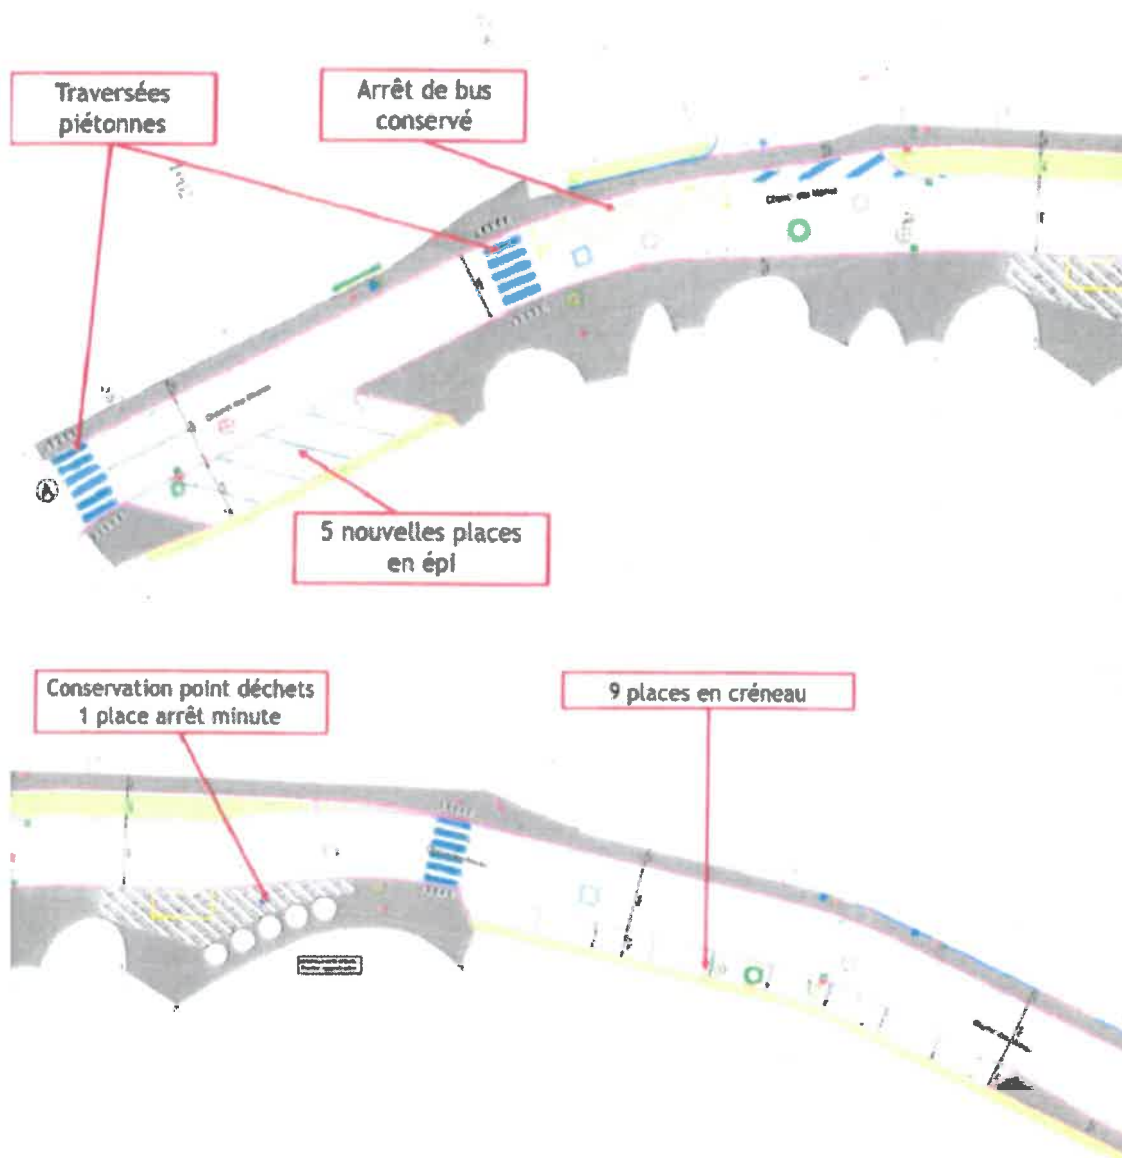 Traversées
piétonnes
Arrêt de bus
conservé
5 nouvelles places
en épi
Conservation point déchets
1 place arrêt minute
9 places en créneau